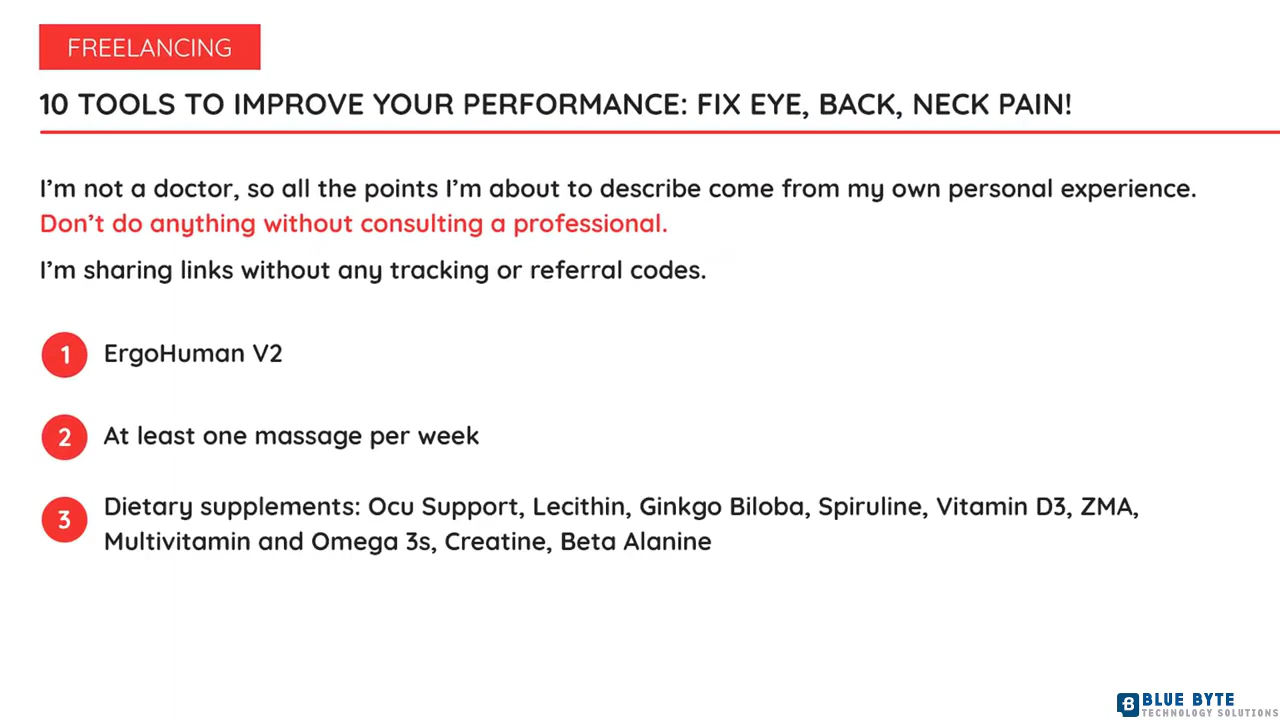 FREELANCING
10 TOOLS TO IMPROVE YOUR PERFORMANCE: FIX EYE, BACK, NECK PAIN!
I'm not a doctor, so all the points I'm about to describe come from my own personal experience.
Don't do anything without consulting a professional.
I'm sharing links without any tracking or referral codes.
1 ErgoHuman V2
2 At least one massage per week
3 Dietary supplements: Ocu Support, Lecithin, Ginkgo Biloba, Spiruline, Vitamin D3, ZMA,
Multivitamin and Omega 3s, Creatine, Beta Alanine
BLUE BYTE
TECHNOLOGY SOLUTIONS